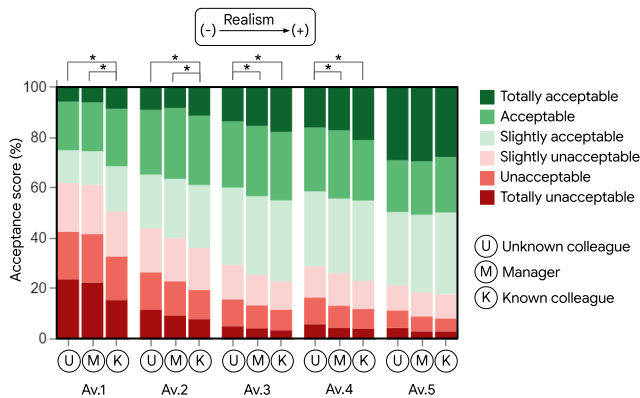 Realism
(-) (+)
* * * *
* * * *
100
80
60
40
20
0
Acceptance score (%)
Totally acceptable
Acceptable
Slightly acceptable
Slightly unacceptable
Unacceptable
Totally unacceptable
U Unknown colleague
M Manager
K Known colleague
U M K U M K U M K U M K U M K
Av.1 Av.2 Av.3 Av.4 Av.5